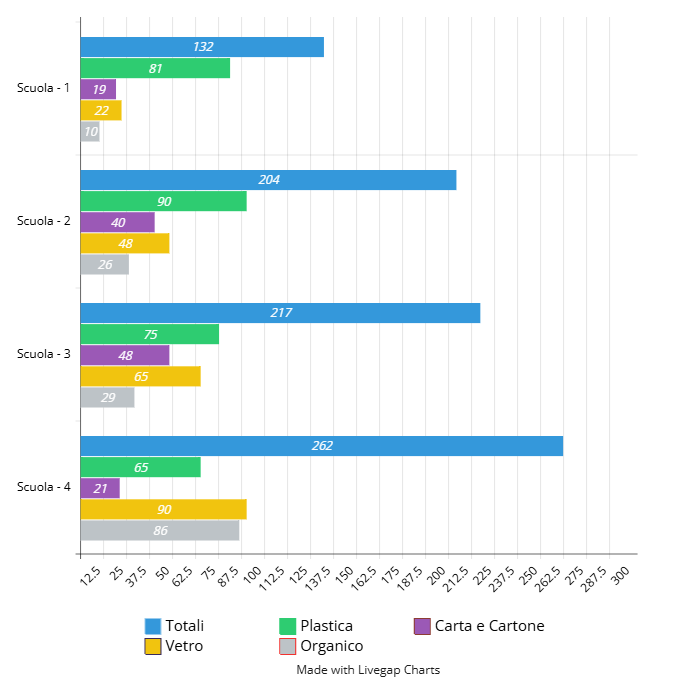 132
81
Scuola - 1
19
22
10
204
90
Scuola - 2
40
48
26
217
75
Scuola - 3
48
65
29
262
65
Scuola - 4
21
90
86
12.5 25 37.5 50 62.5 75 87.5 100 112.5 125 137.5 150 162.5 175 187.5 200 212.5 225 237.5 250 262.5 275 287.5 300
Totali Plastica Carta e Cartone
Vetro Organico
Made with Livegap Charts